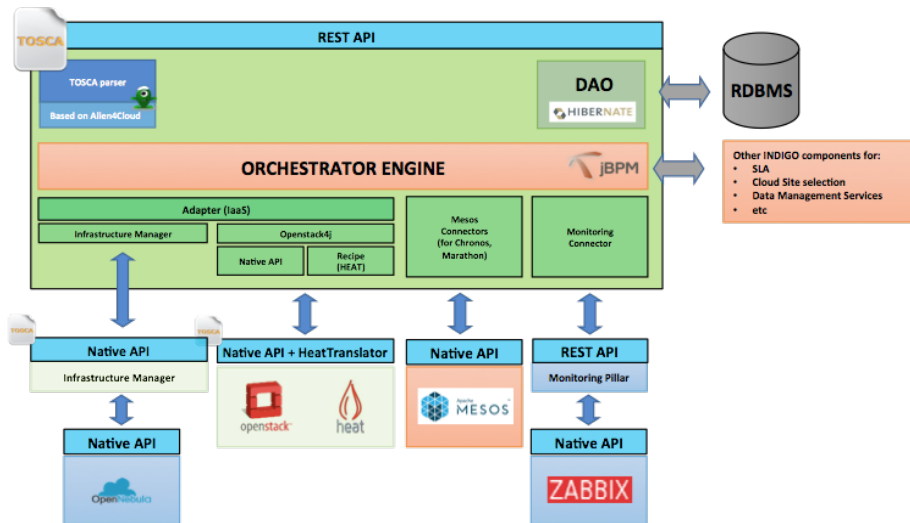 TOSCA
REST API
TOSCA parser
Based on Alien4Cloud
DAO
HIBERNATE
RDBMS
ORCHESTRATOR ENGINE
jBPM
Other INDIGO components for:
• SLA
• Cloud Site selection
• Data Management Services
• etc
Adapter (IaaS)
Infrastructure Manager
Openstack4j
Native API
Recipe
(HEAT)
Mesos
Connectors
(for Chronos,
Marathon)
Monitoring
Connector
TOSCA
TOSCA
Native API
Infrastructure Manager
Native API + HeatTranslator
openstack
heat
Native API
Apache
MESOS
REST API
Monitoring Pillar
Native API
OpenNebula
Native API
ZABBIX